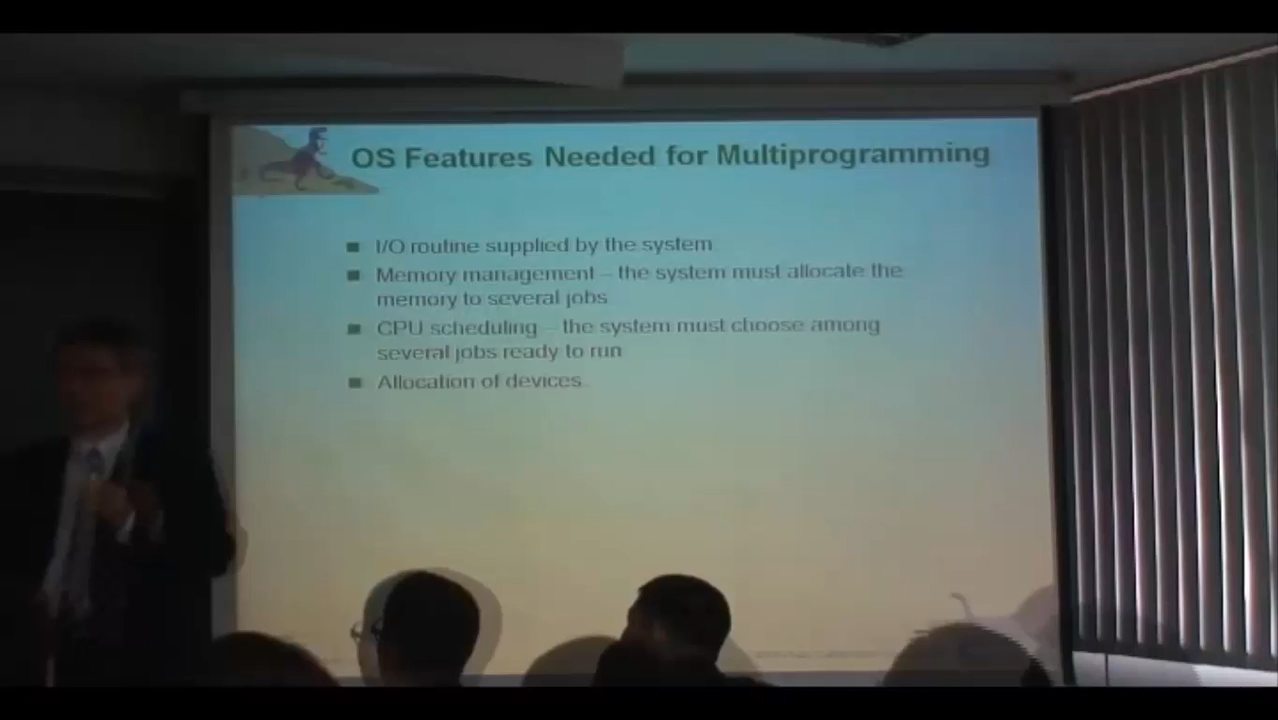 OS Features Needed for Multiprogramming
I/O routine supplied by the system.
Memory management – the system must allocate the
memory to several jobs.
CPU scheduling – the system must choose among
several jobs ready to run.
Allocation of devices.